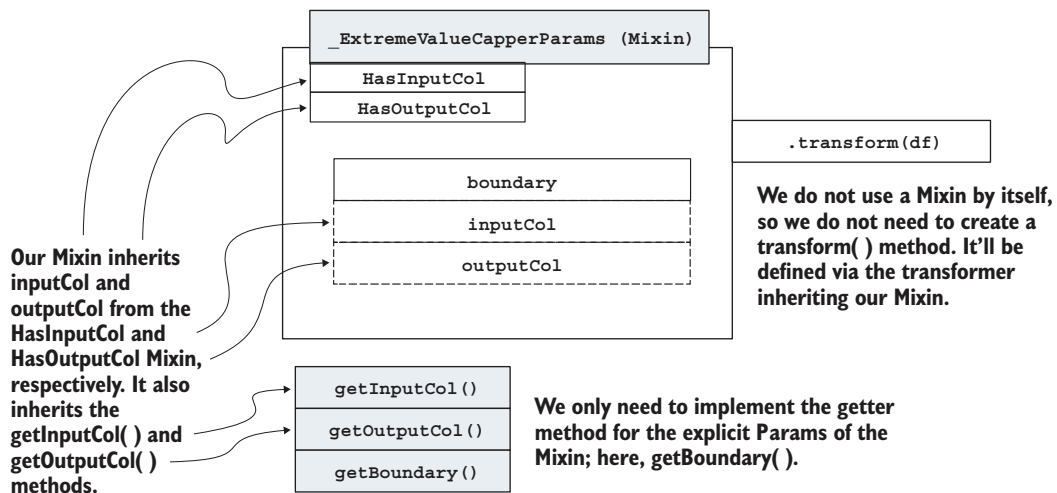 _ExtremeValueCapperParams (Mixin)
HasInputCol
HasOutputCol
.transform(df)
boundary
inputCol
outputCol
We do not use a Mixin by itself,
so we do not need to create a
transform( ) method. It'll be
defined via the transformer
inheriting our Mixin.
Our Mixin inherits
inputCol and
outputCol from the
HasInputCol and
HasOutputCol Mixin,
respectively. It also
inherits the
getInputCol( ) and
getOutputCol( )
methods.
getInputCol()
getOutputCol()
getBoundary()
We only need to implement the getter
method for the explicit Params of the
Mixin; here, getBoundary( ).